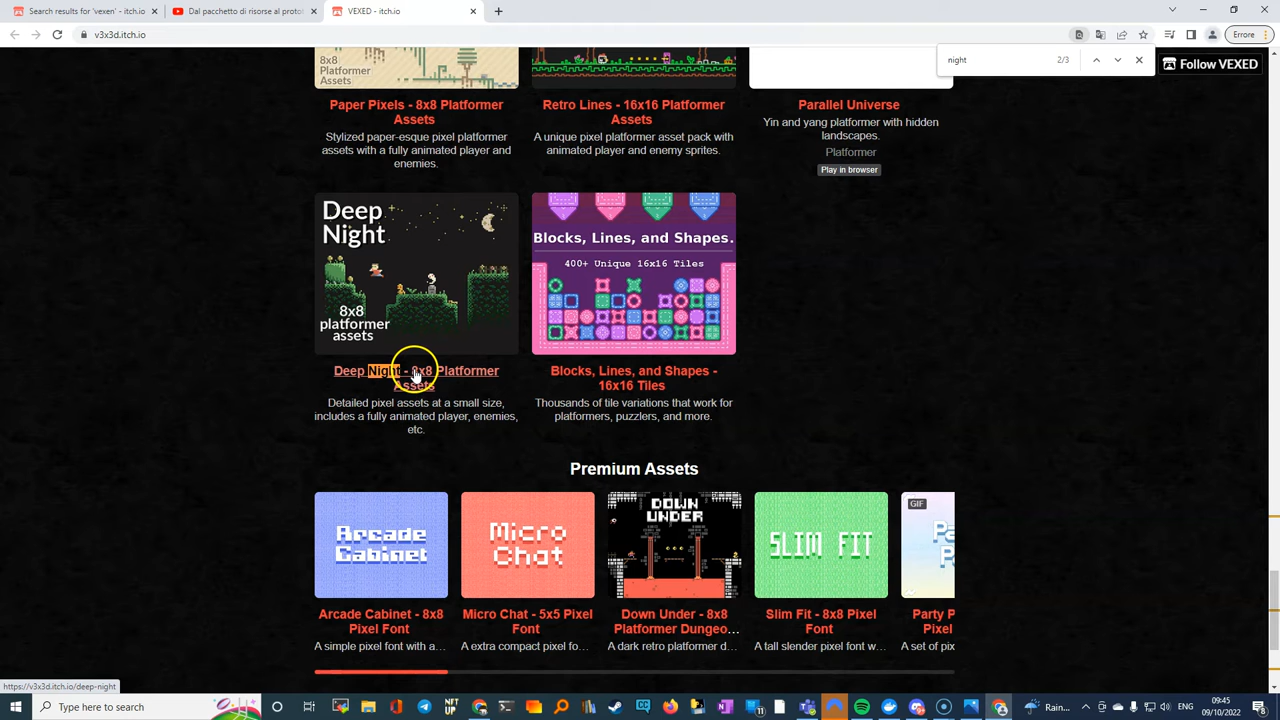 Search results for 'vexen' - itch.io
Dal pacchetto di risorse al proto
VEXED - itch.io
v3x3d.itch.io
Errore
night
2/3
Follow VEXED
8x8
Platformer
Assets
Paper Pixels - 8x8 Platformer
Assets
Stylized paper-esque pixel platformer
assets with a fully animated player and
enemies.
Retro Lines - 16x16 Platformer
Assets
A unique pixel platformer asset pack with
animated player and enemy sprites.
Parallel Universe
Yin and yang platformer with hidden
landscapes.
Platformer
Play in browser
Deep
Night
8x8
platformer
assets
Deep Night - 8x8 Platformer
Assets
Detailed pixel assets at a small size,
includes a fully animated player, enemies,
etc.
Blocks, Lines, and Shapes.
400+ Unique 16x16 Tiles
Blocks, Lines, and Shapes -
16x16 Tiles
Thousands of tile variations that work for
platformers, puzzlers, and more.
Premium Assets
Arcade
Cabinet
Arcade Cabinet - 8x8
Pixel Font
A simple pixel font with a…
Micro
Chat
Micro Chat - 5x5 Pixel
Font
A extra compact pixel fo…
DOWN
UNDER
Down Under - 8x8
Platformer Dungeo…
A dark retro platformer d…
SLIM FIT
Slim Fit - 8x8 Pixel
Font
A tall slender pixel font w…
GIF
Party P
Pixel
A set of pix
https://v3x3d.itch.io/deep-night
Type here to search
NFT
UP
CC
Rain...
09:45
09/10/2022